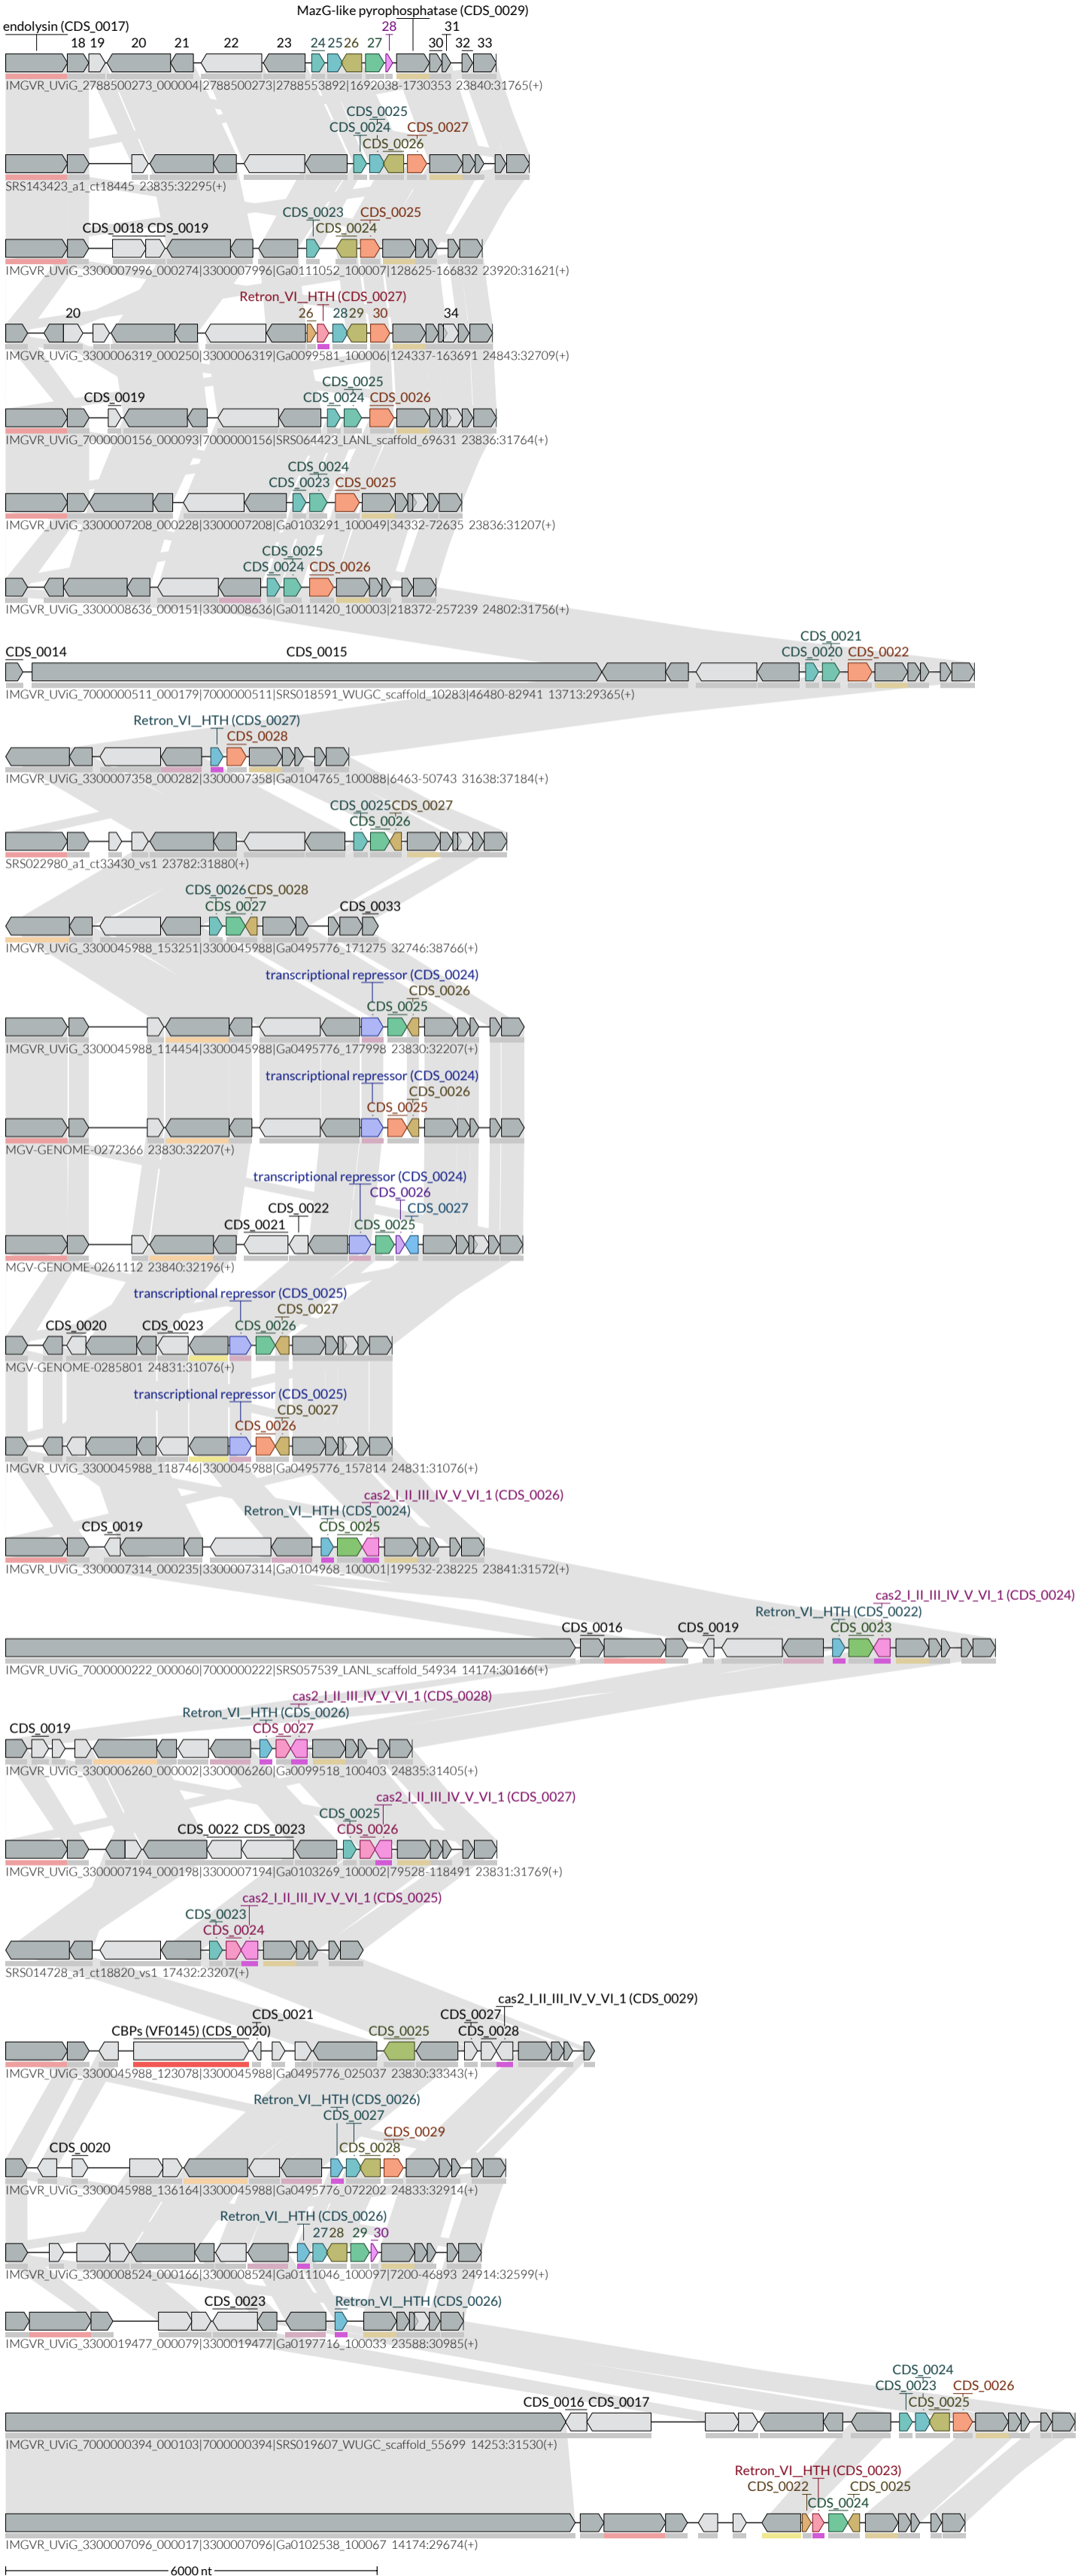 MazG-like pyrophosphatase (CDS_0029)
endolysin (CDS_0017) 28 31
18 19 20 21 22 23 24 25 26 27 30 32 33
IMGVR_UViG_2788500273_000004|2788500273|2788553892|1692038-1730353 23840:31765(+)
CDS_0025
CDS_0024 CDS_0027
CDS_0026
SRS143423_a1_ct18445 23835:32295(+)
CDS_0023 CDS_0025
CDS_0018 CDS_0019 CDS_0024
IMGVR_UViG_3300007996_000274|3300007996|Ga0111052_100007|128625-166832 23920:31621(+)
Retron_VI__HTH (CDS_0027)
20 26 28 29 30 34
IMGVR_UViG_3300006319_000250|3300006319|Ga0099581_100006|124337-163691 24843:32709(+)
CDS_0025
CDS_0019 CDS_0024 CDS_0026
IMGVR_UViG_7000000156_000093|7000000156|SRS064423_LANL_scaffold_69631 23836:31764(+)
CDS_0024
CDS_0023 CDS_0025
IMGVR_UViG_3300007208_000228|3300007208|Ga0103291_100049|34332-72635 23836:31207(+)
CDS_0025
CDS_0024 CDS_0026
IMGVR_UViG_3300008636_000151|3300008636|Ga0111420_100003|218372-257239 24802:31756(+)
CDS_0021
CDS_0014 CDS_0015 CDS_0020 CDS_0022
IMGVR_UViG_7000000511_000179|7000000511|SRS018591_WUGC_scaffold_10283|46480-82941 13713:29365(+)
Retron_VI__HTH (CDS_0027)
CDS_0028
IMGVR_UViG_3300007358_000282|3300007358|Ga0104765_100088|6463-50743 31638:37184(+)
CDS_0025 CDS_0027
CDS_0026
SRS022980_a1_ct33430_vs1 23782:31880(+)
CDS_0026 CDS_0028
CDS_0027 CDS_0033
IMGVR_UViG_3300045988_153251|3300045988|Ga0495776_171275 32746:38766(+)
transcriptional repressor (CDS_0024)
CDS_0026
CDS_0025
IMGVR_UViG_3300045988_114454|3300045988|Ga0495776_177998 23830:32207(+)
transcriptional repressor (CDS_0024)
CDS_0026
CDS_0025
MGV-GENOME-0272366 23830:32207(+)
transcriptional repressor (CDS_0024)
CDS_0026
CDS_0022 CDS_0027
CDS_0021 CDS_0025
MGV-GENOME-0261112 23840:32196(+)
transcriptional repressor (CDS_0025)
CDS_0027
CDS_0020 CDS_0023 CDS_0026
MGV-GENOME-0285801 24831:31076(+)
transcriptional repressor (CDS_0025)
CDS_0027
CDS_0026
IMGVR_UViG_3300045988_118746|3300045988|Ga0495776_157814 24831:31076(+)
cas2_I_II_III_IV_V_VI_1 (CDS_0026)
Retron_VI__HTH (CDS_0024)
CDS_0019 CDS_0025
IMGVR_UViG_3300007314_000235|3300007314|Ga0104968_100001|199532-238225 23841:31572(+)
cas2_I_II_III_IV_V_VI_1 (CDS_0024)
Retron_VI__HTH (CDS_0022)
CDS_0016 CDS_0019 CDS_0023
IMGVR_UViG_7000000222_000060|7000000222|SRS057539_LANL_scaffold_54934 14174:30166(+)
cas2_I_II_III_IV_V_VI_1 (CDS_0028)
Retron_VI__HTH (CDS_0026)
CDS_0019 CDS_0027
IMGVR_UViG_3300006260_000002|3300006260|Ga0099518_100403 24835:31405(+)
cas2_I_II_III_IV_V_VI_1 (CDS_0027)
CDS_0025
CDS_0022 CDS_0023 CDS_0026
IMGVR_UViG_3300007194_000198|3300007194|Ga0103269_100002|79528-118491 23831:31769(+)
cas2_I_II_III_IV_V_VI_1 (CDS_0025)
CDS_0023
CDS_0024
SRS014728_a1_ct18820_vs1 17432:23207(+)
cas2_I_II_III_IV_V_VI_1 (CDS_0029)
CDS_0021 CDS_0027
CBPs (VF0145) (CDS_0020) CDS_0025 CDS_0028
IMGVR_UViG_3300045988_123078|3300045988|Ga0495776_025037 23830:33343(+)
Retron_VI__HTH (CDS_0026)
CDS_0027
CDS_0029
CDS_0020 CDS_0028
IMGVR_UViG_3300045988_136164|3300045988|Ga0495776_072202 24833:32914(+)
Retron_VI__HTH (CDS_0026)
27 28 29 30
IMGVR_UViG_3300008524_000166|3300008524|Ga0111046_100097|7200-46893 24914:32599(+)
CDS_0023 Retron_VI__HTH (CDS_0026)
IMGVR_UViG_3300019477_000079|3300019477|Ga0197716_100033 23588:30985(+)
CDS_0024
CDS_0023 CDS_0026
CDS_0016 CDS_0017 CDS_0025
IMGVR_UViG_7000000394_000103|7000000394|SRS019607_WUGC_scaffold_55699 14253:31530(+)
Retron_VI__HTH (CDS_0023)
CDS_0022 CDS_0025
CDS_0024
IMGVR_UViG_3300007096_000017|3300007096|Ga0102538_100067 14174:29674(+)
6000 nt